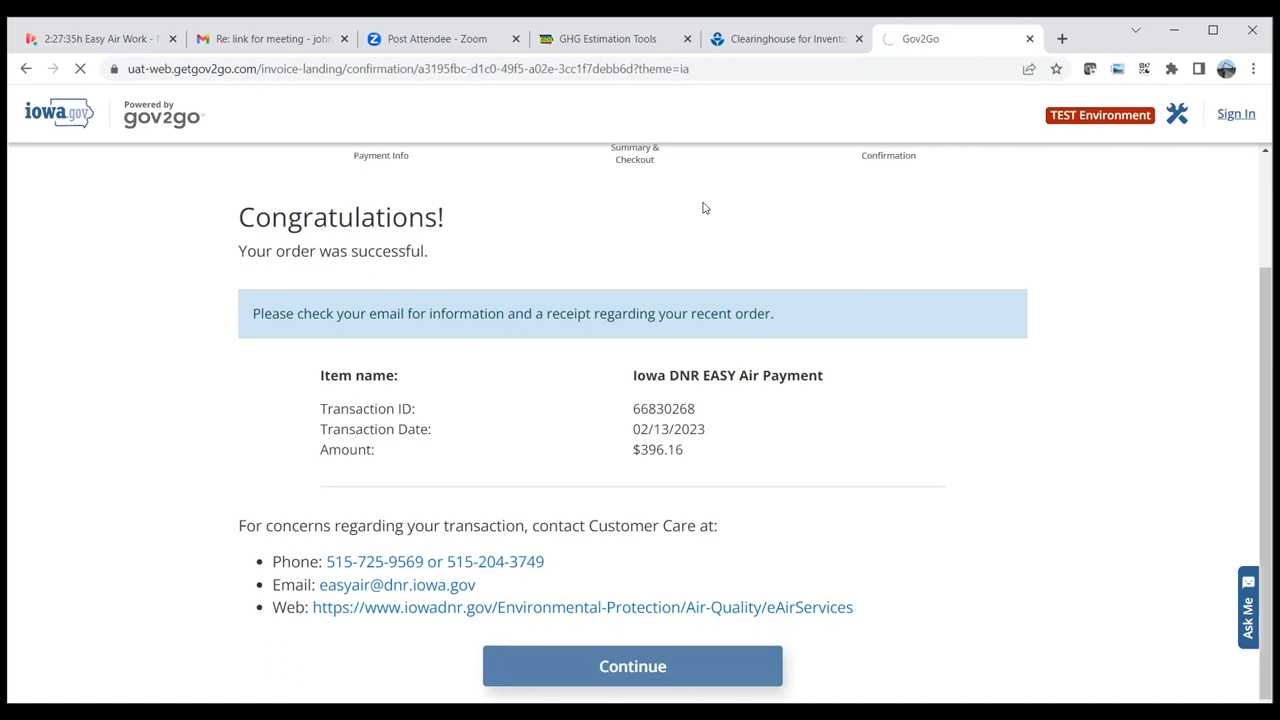 2:27:35h Easy Air Work -
Re: link for meeting - john
Post Attendee - Zoom
GHG Estimation Tools
Clearinghouse for Invento
Gov2Go
uat-web.getgov2go.com/invoice-landing/confirmation/a3195fbc-d1c0-49f5-a02e-3cc1f7debb6d?theme=ia
iowa.gov
Powered by
gov2go
TEST Environment
Sign In
Payment Info
Summary &
Checkout
Confirmation
Congratulations!
Your order was successful.
Please check your email for information and a receipt regarding your recent order.
Item name: Iowa DNR EASY Air Payment
Transaction ID: 66830268
Transaction Date: 02/13/2023
Amount: $396.16
For concerns regarding your transaction, contact Customer Care at:
• Phone: 515-725-9569 or 515-204-3749
• Email: easyair@dnr.iowa.gov
• Web: https://www.iowadnr.gov/Environmental-Protection/Air-Quality/eAirServices
Ask Me
Continue